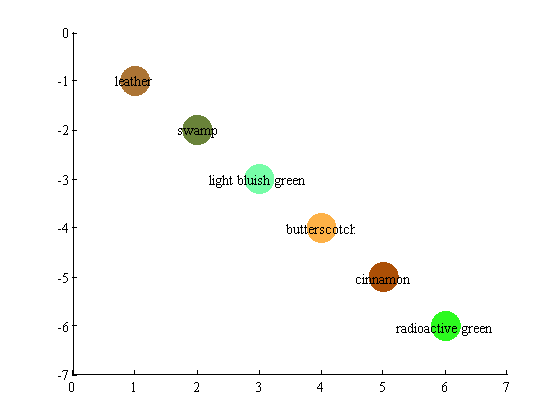 0
-1
leather
-2
swamp
-3
light bluish green
-4
butterscotch
-5
cinnamon
-6
radioactive green
-7
0 1 2 3 4 5 6 7